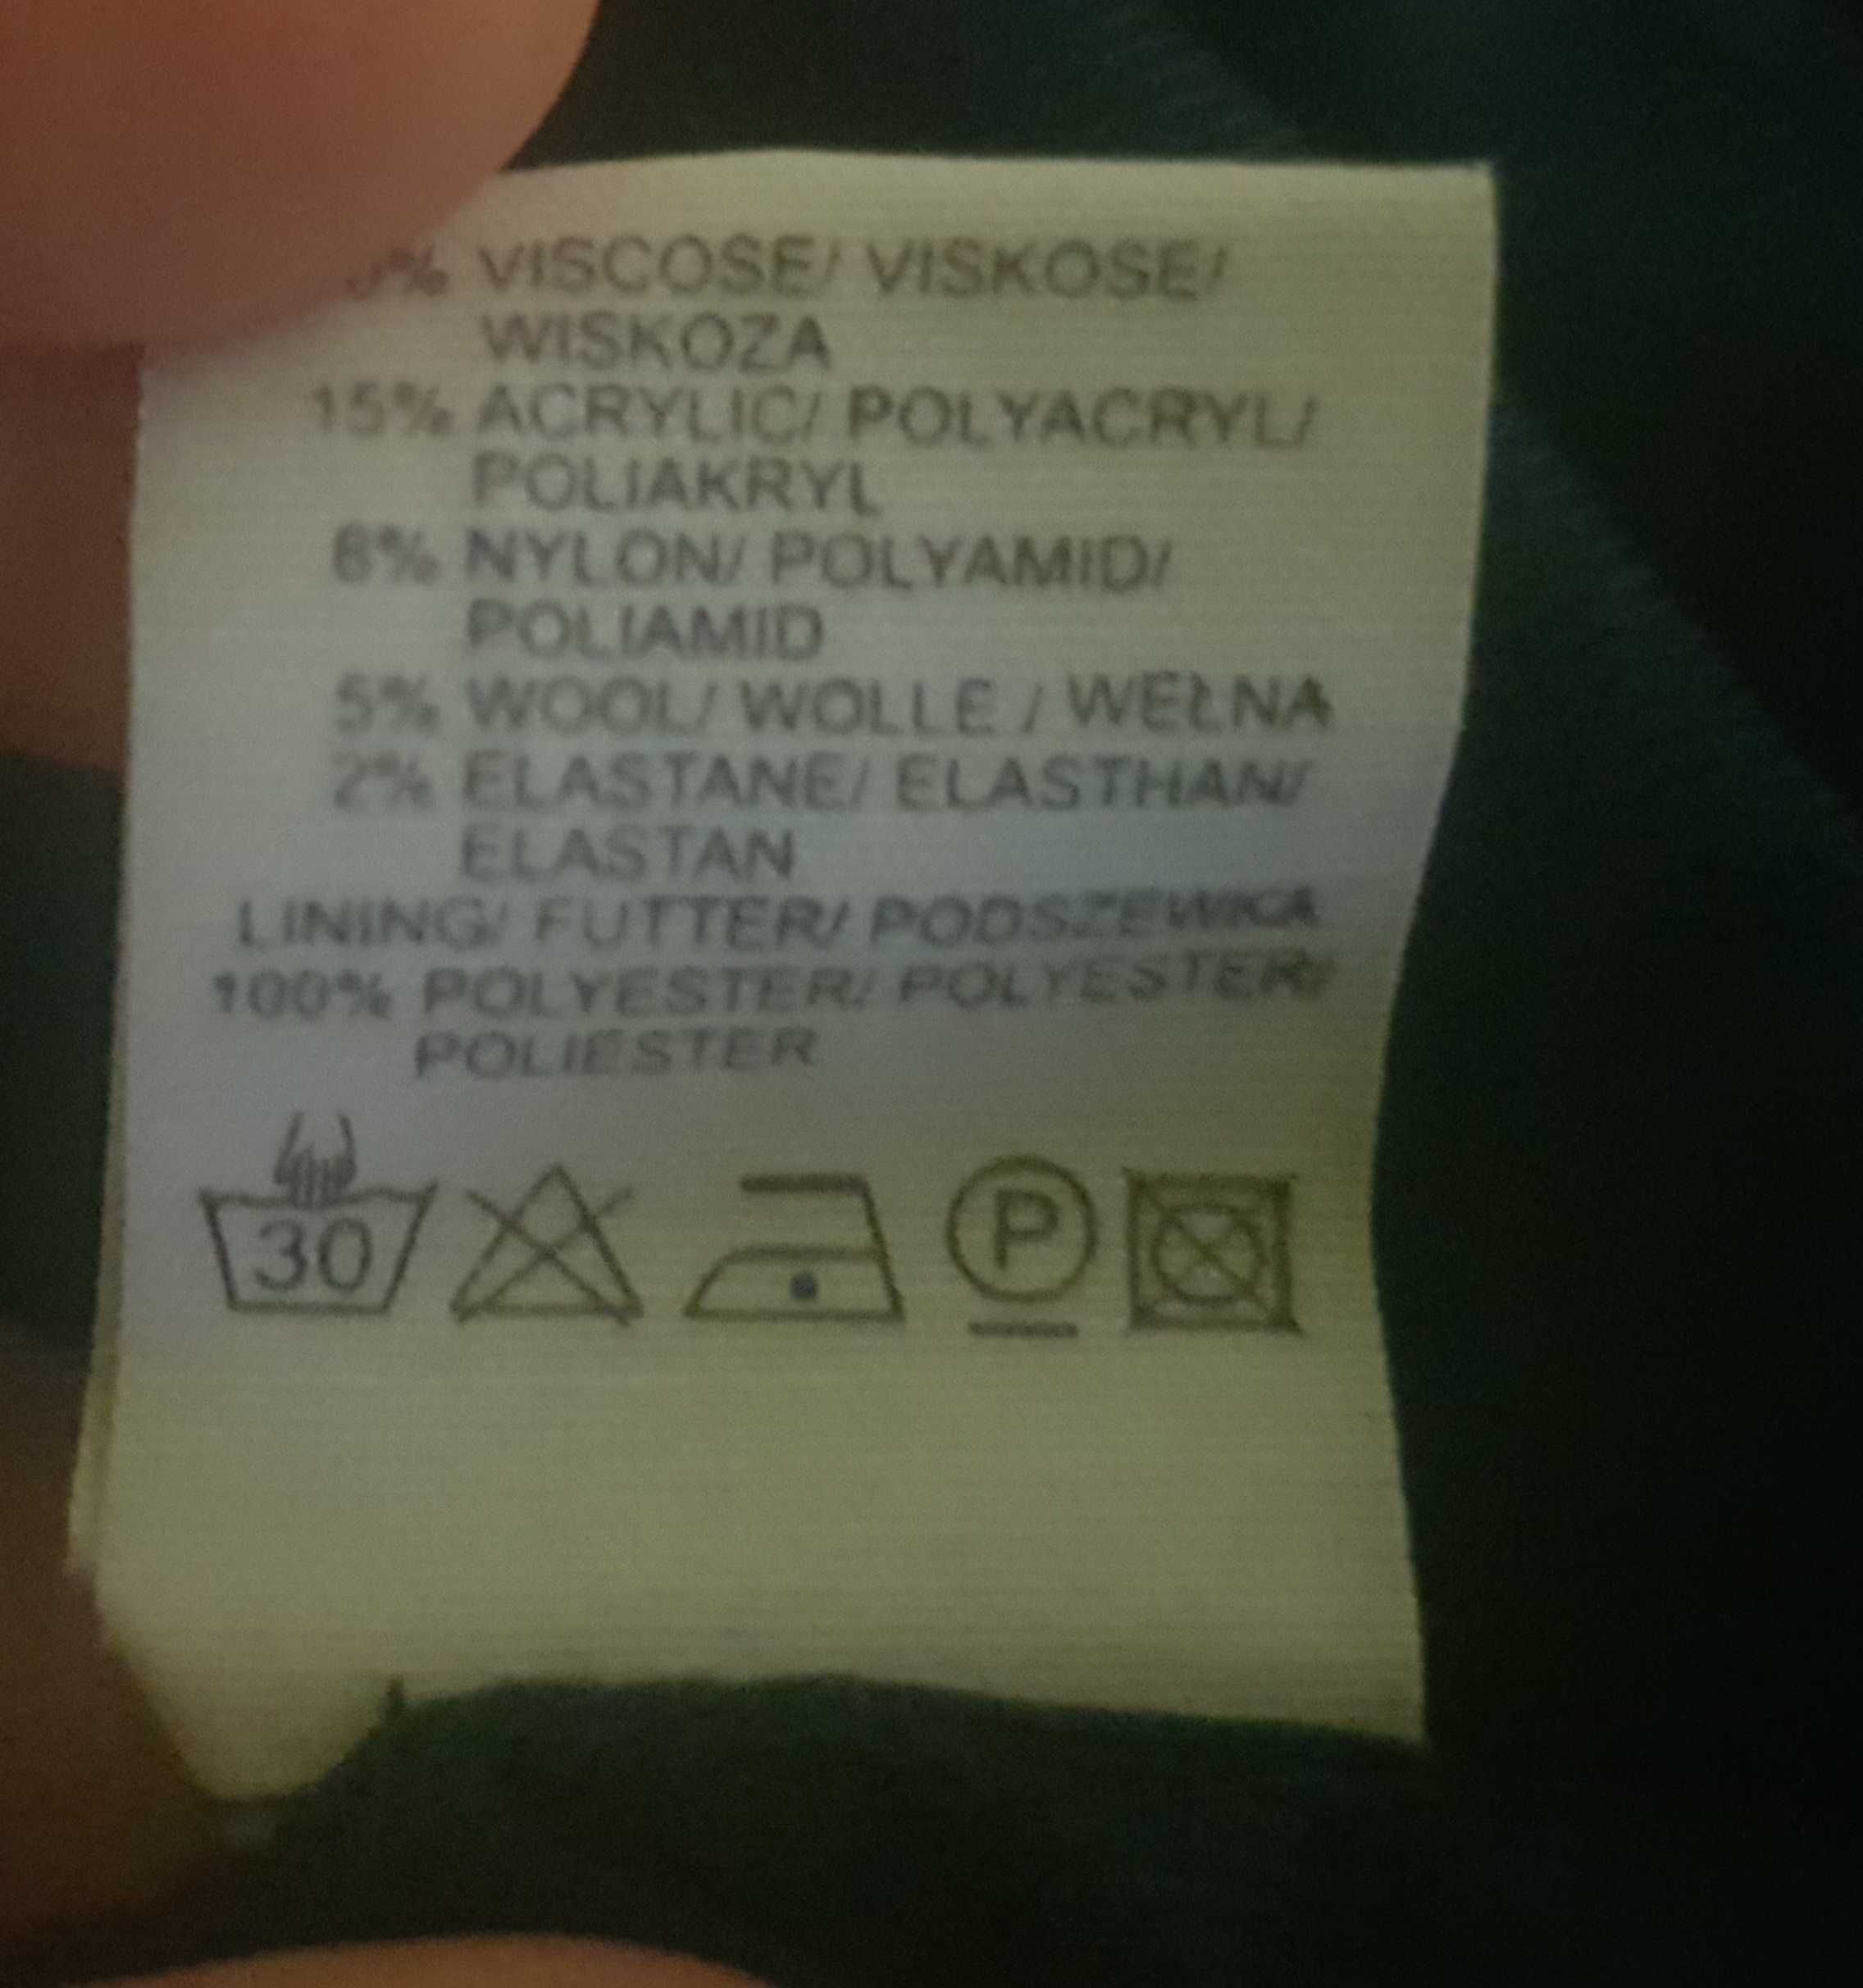 % VISCOSE/ VISKOSE/
WISKOZA
15% ACRYLIC/ POLYACRYL/
POLIAKRYL
8% NYLON/ POLYAMID/
POLIAMID
5% WOOL/ WOLLE / WEŁNA
2% ELASTANE/ ELASTHAN/
ELASTAN
LINING/ FUTTER/ PODSZEWKA
100% POLYESTER/ POLYESTER/
POLIESTER
30 P